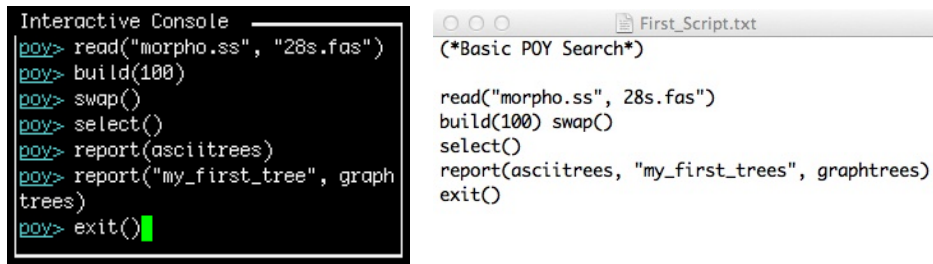 Interactive Console
poy> read("morpho.ss", "28s.fas")
poy> build(100)
poy> swap()
poy> select()
poy> report(asciitrees)
poy> report("my_first_tree", graph
trees)
poy> exit()
First_Script.txt
(*Basic POY Search*)
read("morpho.ss", 28s.fas")
build(100) swap()
select()
report(asciitrees, "my_first_trees", graphtrees)
exit()